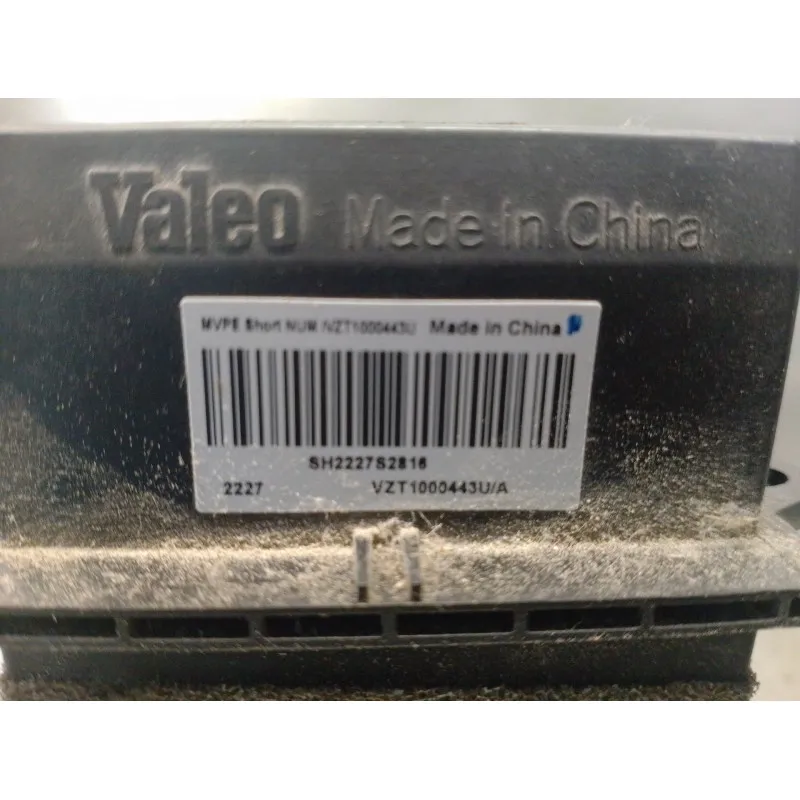 Valeo Made in China
MVPE Short NUM VZT1000443U Made in China
SH2227S2816
2227 VZT1000443U/A